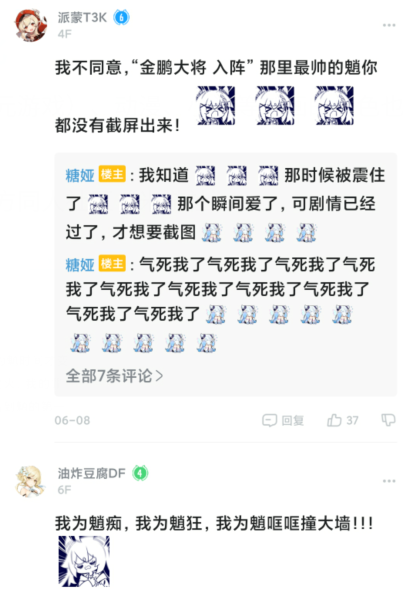 派蒙T3K 6
4F
我不同意,“金鹏大将 入阵” 那里最帅的魈你
都没有截屏出来！
糖娅 楼主 : 我知道 那时候被震住
了 那个瞬间爱了, 可剧情已经
过了, 才想要截图
糖娅 楼主 : 气死我了气死我了气死我了气死
我了气死我了气死我了气死我了气死我了
气死我了气死我了
全部7条评论>
06-08 回复 37
油炸豆腐DF 4
6F
我为魈痴, 我为魈狂, 我为魈哐哐撞大墙!!!